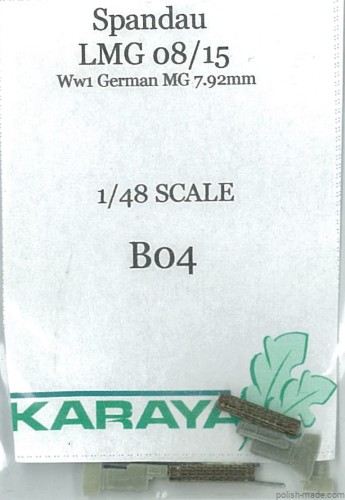 Spandau
LMG 08/15
Ww1 German MG 7.92mm
1/48 SCALE
B04
KARAYA
polish-made.com